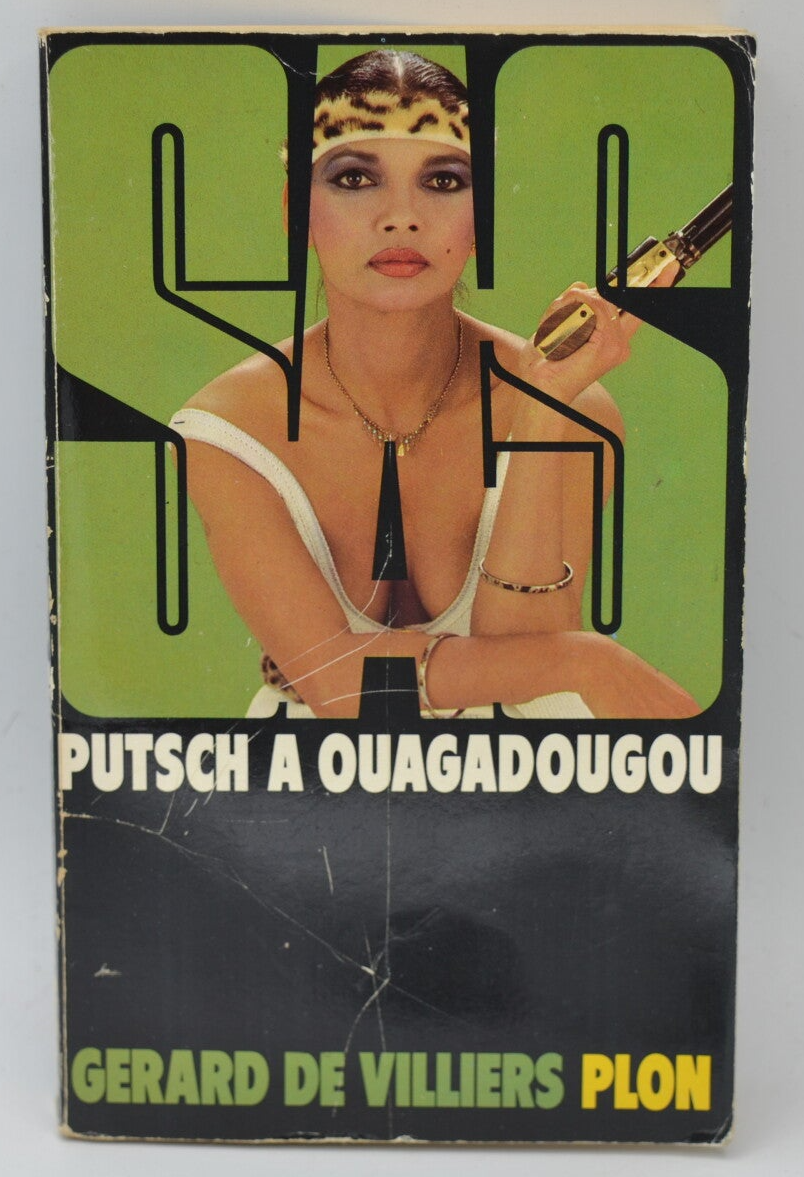 SAS
PUTSCH A OUAGADOUGOU
GERARD DE VILLIERS PLON